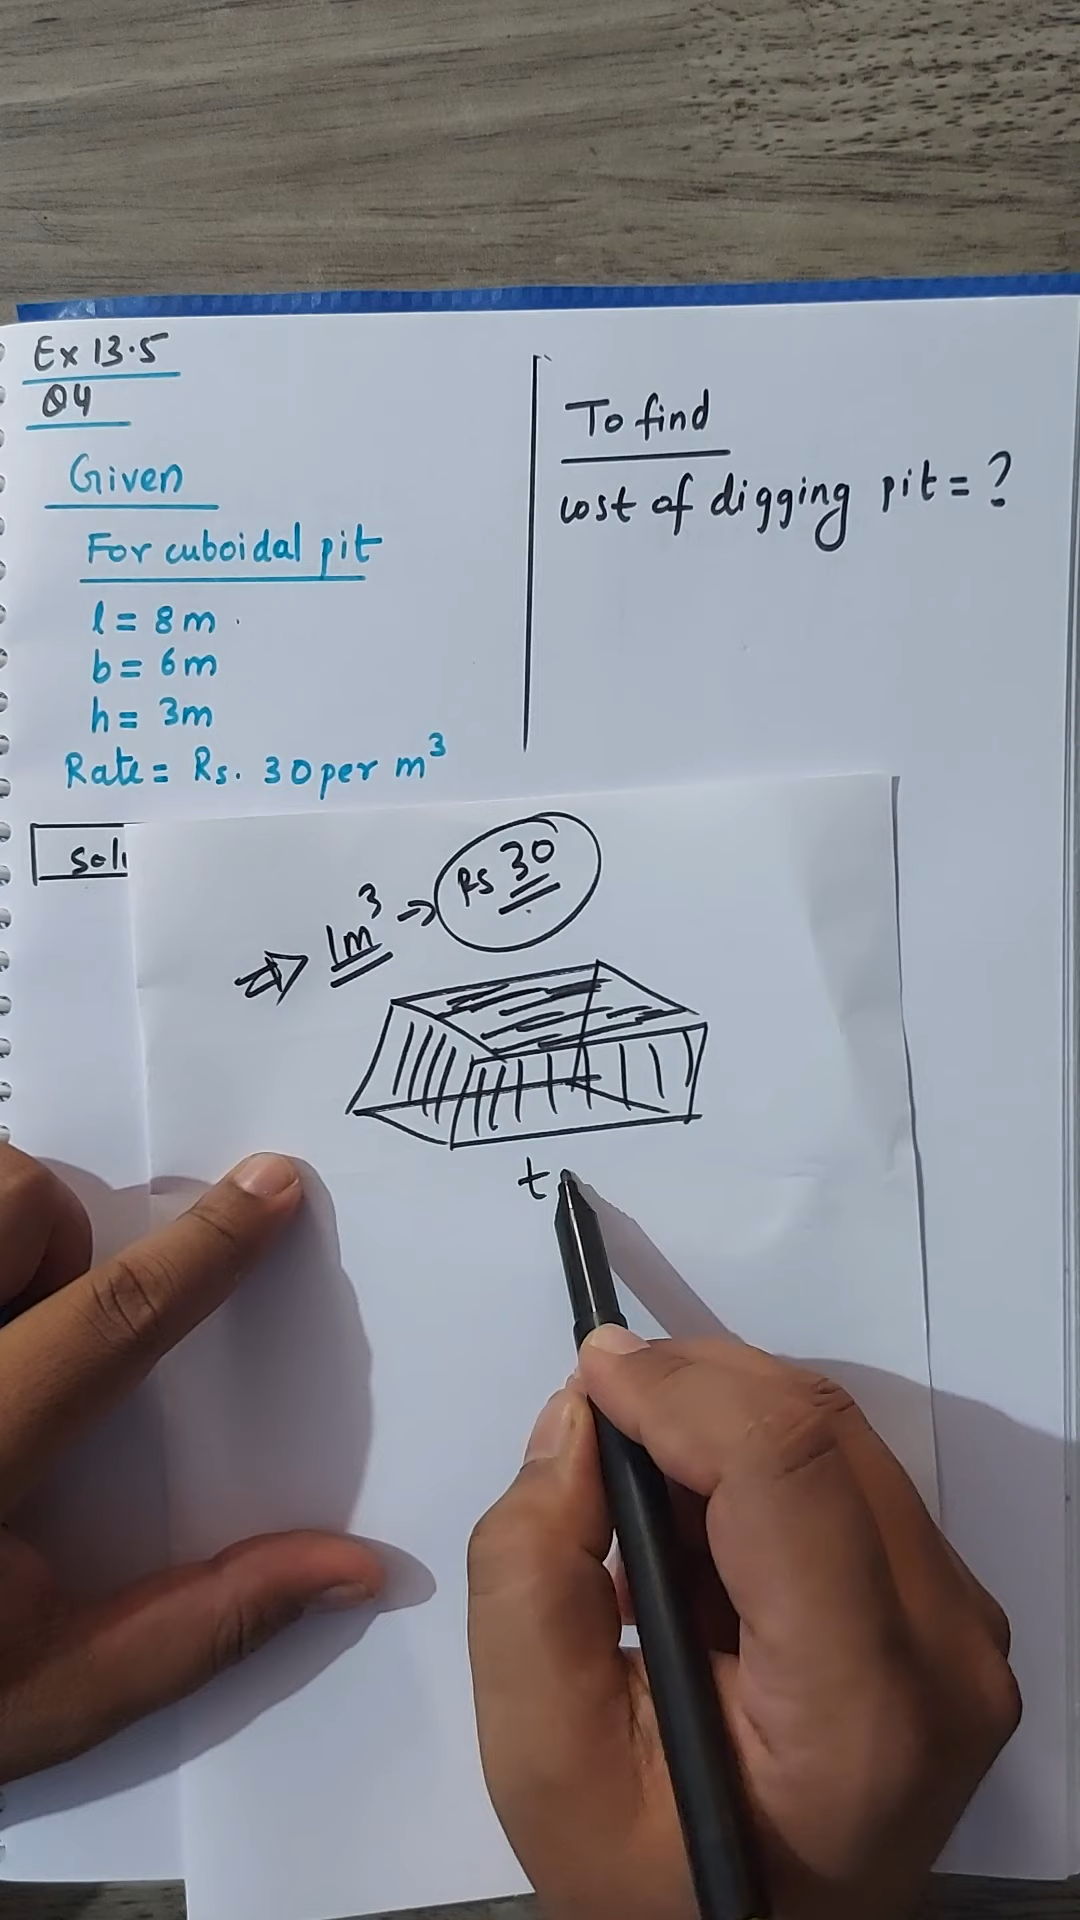 Ex 13.5
Q4
Given
For cuboidal pit
l = 8m
b = 6m
h = 3m
Rate = Rs. 30 per m³
To find
cost of digging pit = ?
⇒ 1m³ → Rs 30
t